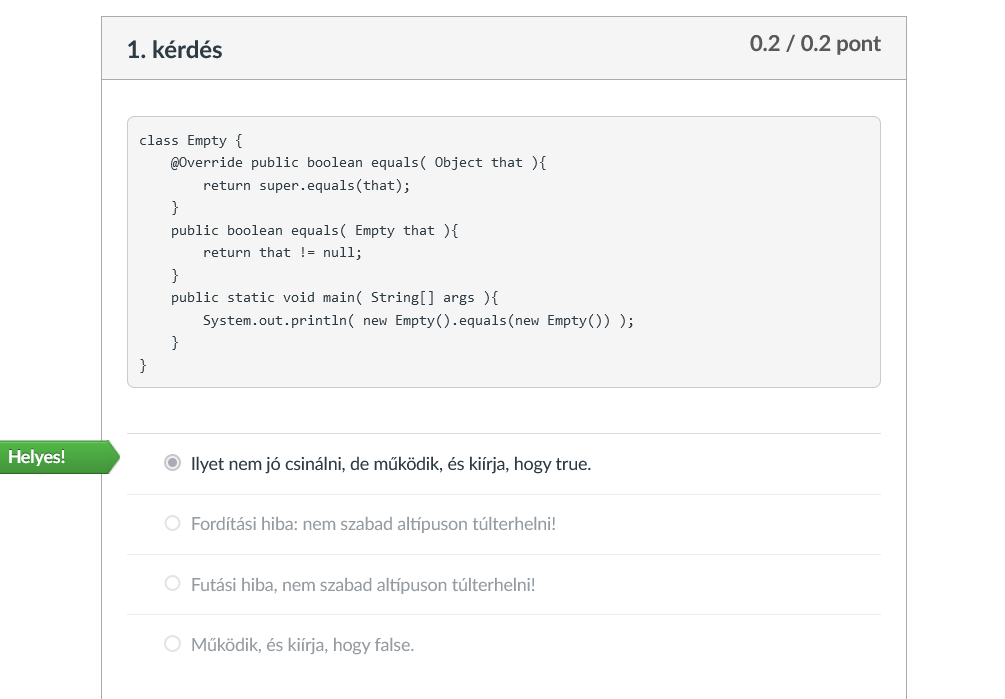 1. kérdés
0.2 / 0.2 pont
class Empty {
    @Override public boolean equals( Object that ){
        return super.equals(that);
    }
    public boolean equals( Empty that ){
        return that != null;
    }
    public static void main( String[] args ){
        System.out.println( new Empty().equals(new Empty()) );
    }
}
Helyes!
Ilyet nem jó csinálni, de működik, és kiírja, hogy true.
Fordítási hiba: nem szabad altípuson túlterhelni!
Futási hiba, nem szabad altípuson túlterhelni!
Működik, és kiírja, hogy false.